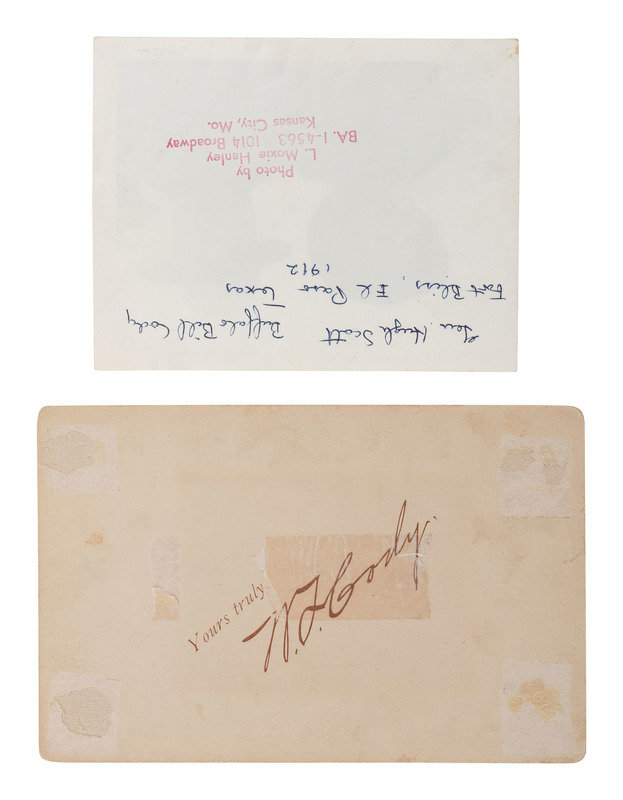 Gen. Hugh Scott Buffalo Bill Cody
Fort Bliss, El Paso Texas
1912
Photo by
L. Moxie Hanley
BA. 1-4563 1014 Broadway
Kansas City, Mo.
Yours truly,
W. F. Cody.